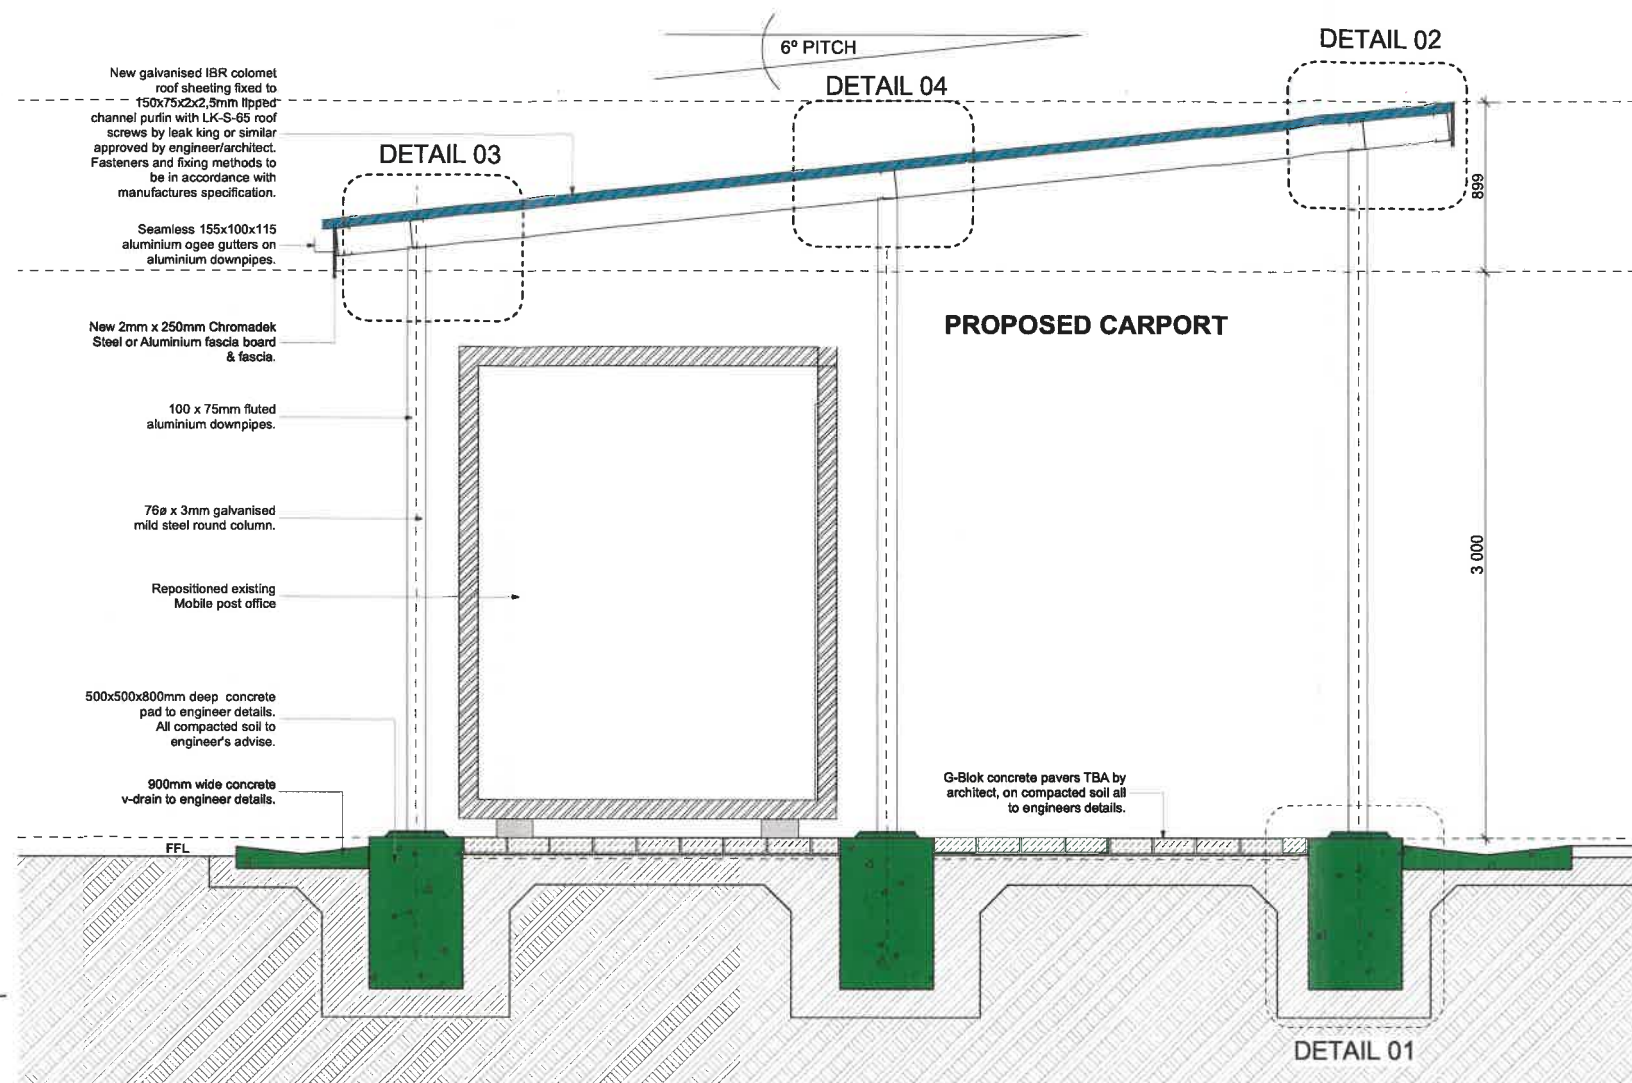 6º PITCH
DETAIL 02
DETAIL 04
DETAIL 03
New galvanised IBR colomet
roof sheeting fixed to
150x75x2x2,5mm lipped
channel purlin with LK-S-65 roof
screws by leak king or similar
approved by engineer/architect.
Fasteners and fixing methods to
be in accordance with
manufactures specification.
899
Seamless 155x100x115
aluminium ogee gutters on
aluminium downpipes.
PROPOSED CARPORT
New 2mm x 250mm Chromadek
Steel or Aluminium fascia board
& fascia.
100 x 75mm fluted
aluminium downpipes.
76ø x 3mm galvanised
mild steel round column.
3 000
Repositioned existing
Mobile post office
500x500x800mm deep concrete
pad to engineer details.
All compacted soil to
engineer's advise.
900mm wide concrete
v-drain to engineer details.
G-Blok concrete pavers TBA by
architect, on compacted soil all
to engineers details.
FFL
DETAIL 01